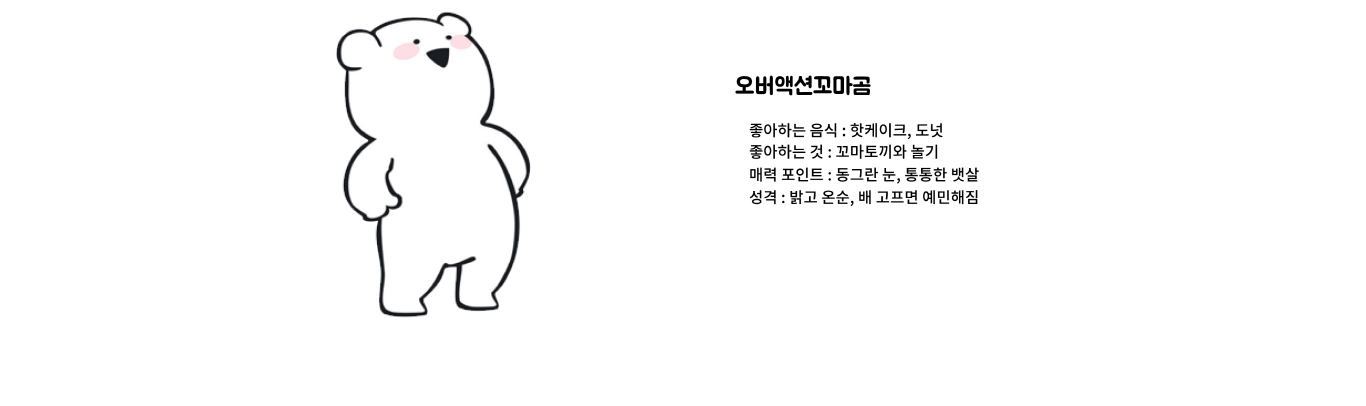 오버액션꼬마곰
좋아하는 음식 : 핫케이크, 도넛
좋아하는 것 : 꼬마토끼와 놀기
매력 포인트 : 동그란 눈, 통통한 뱃살
성격 : 밝고 온순, 배 고프면 예민해짐